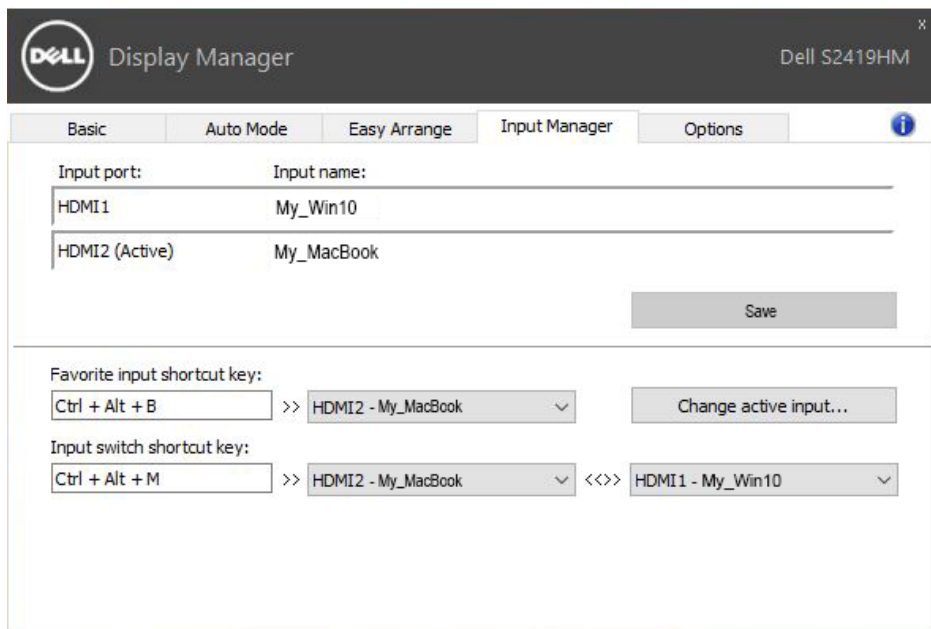 DELL Display Manager Dell S2419HM x
Basic Auto Mode Easy Arrange Input Manager Options i
Input port: Input name:
HDMI1 My_Win10
HDMI2 (Active) My_MacBook
Save
Favorite input shortcut key:
Ctrl + Alt + B >> HDMI2 - My_MacBook Change active input...
Input switch shortcut key:
Ctrl + Alt + M >> HDMI2 - My_MacBook <<>> HDMI1 - My_Win10